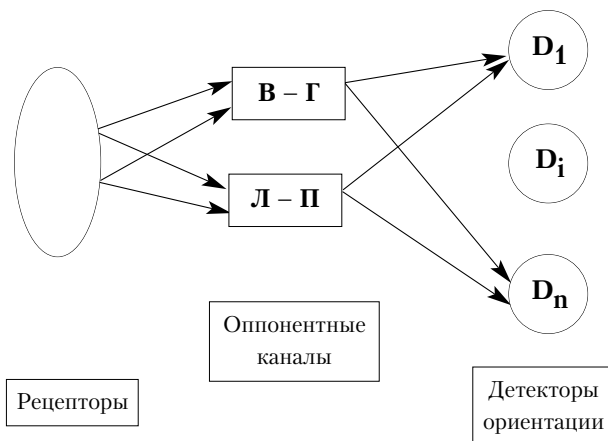 D1
В – Г
Di
Л – П
Dn
Оппонентные
каналы
Рецепторы
Детекторы
ориентации